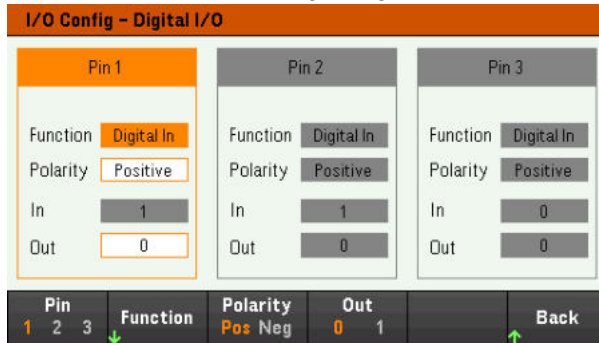 I/O Config - Digital I/O
Pin 1
Pin 2
Pin 3
Function Digital In
Function Digital In
Function Digital In
Polarity Positive
Polarity Positive
Polarity Positive
In 1
In 1
In 0
Out 0
Out 0
Out 0
Pin
1 2 3
Function
Polarity
Pos Neg
Out
0 1
Back